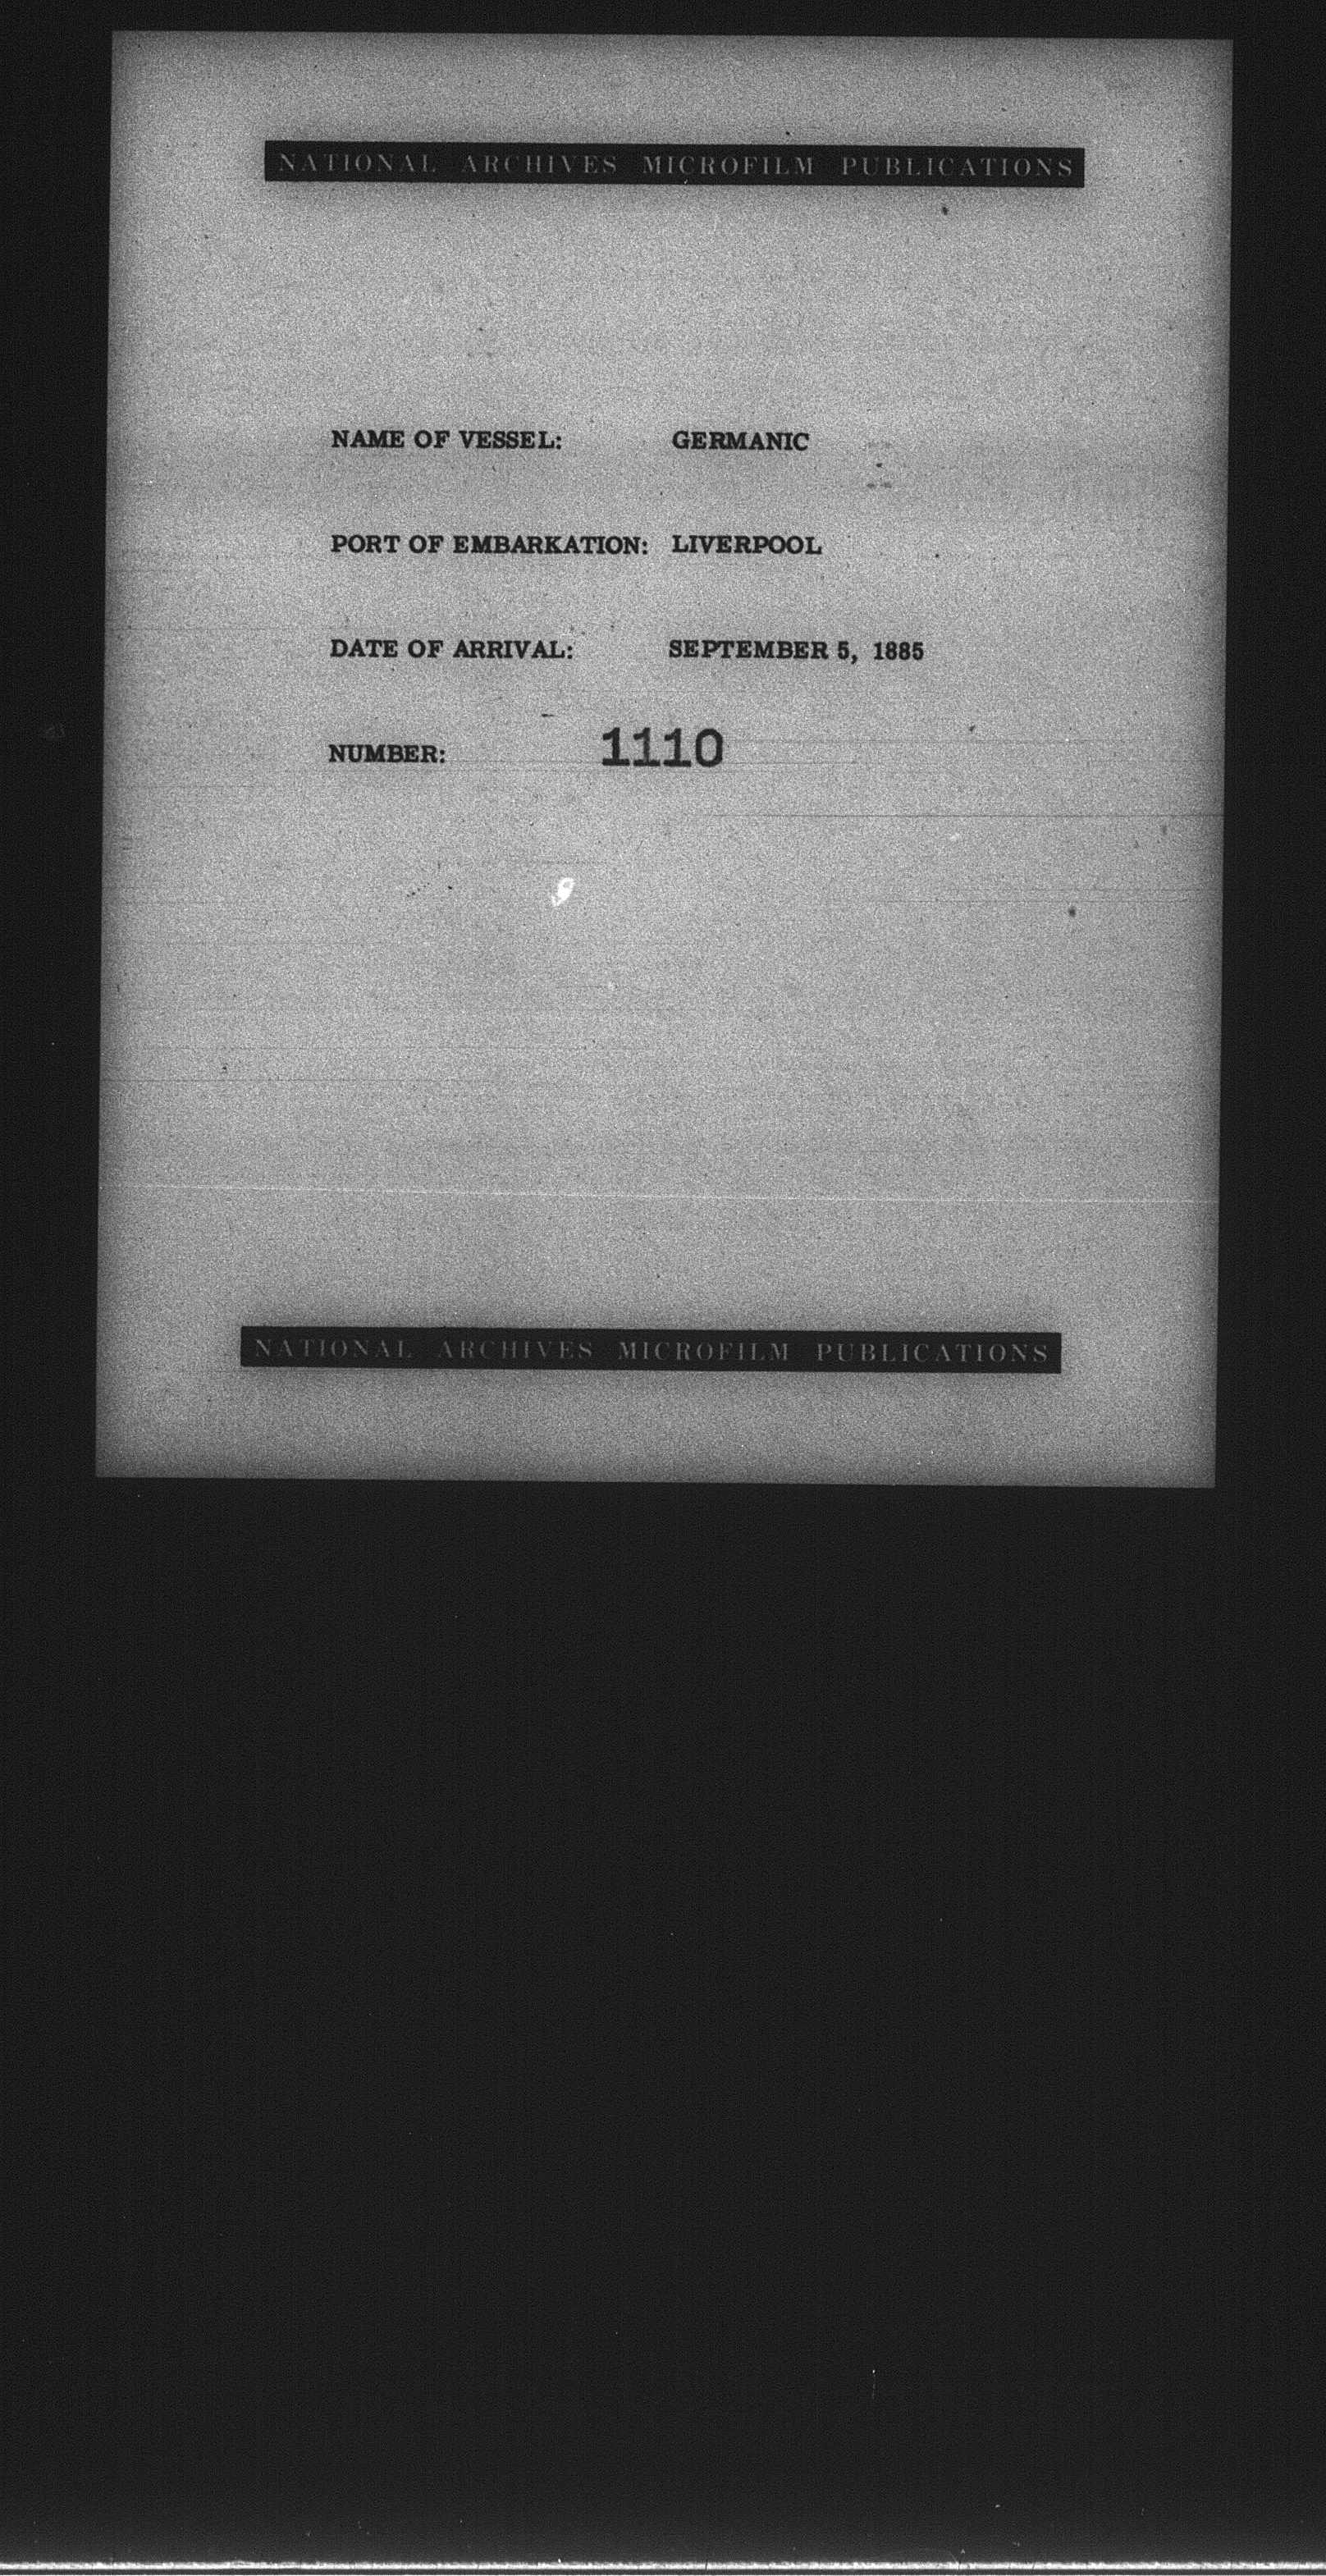 NATIONAL ARCHIVES MICROFILM PUBLICATIONS
NAME OF VESSEL: GERMANIC
PORT OF EMBARKATION: LIVERPOOL
DATE OF ARRIVAL: SEPTEMBER 5, 1885
NUMBER: 1110
NATIONAL ARCHIVES MICROFILM PUBLICATIONS